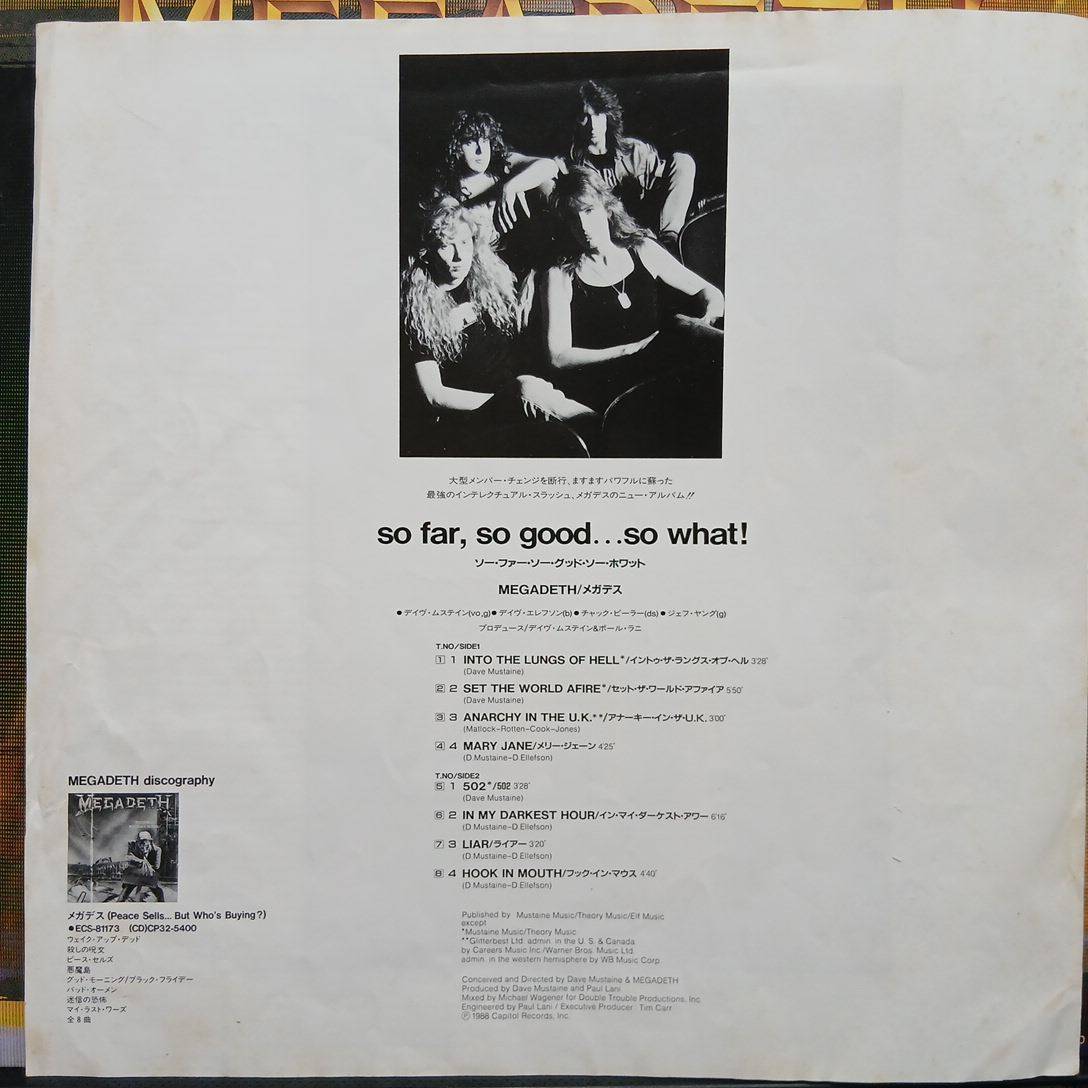 MEGADETH
大型メンバー・チェンジを断行、ますますパワフルに蘇った
最強のインテレクチュアル・スラッシュ、メガデスのニュー・アルバム!!
so far, so good...so what!
ソー・ファー・ソー・グッド・ソー・ホワット
MEGADETH/メガデス
●デイヴ・ムステイン(vo,g)●デイヴ・エレフソン(b)●チャック・ビーラー(ds)●ジェフ・ヤング(g)
プロデュース/デイヴ・ムステイン&ポール・ラニ
T.NO/SIDE1
1 1 INTO THE LUNGS OF HELL*/イントゥ・ザ・ラングス・オブ・ヘル 3'28"
(Dave Mustaine)
2 2 SET THE WORLD AFIRE*/セット・ザ・ワールド・アファイア 5'50"
(Dave Mustaine)
3 3 ANARCHY IN THE U.K.**/アナーキー・イン・ザ・U.K. 3'00"
(Matlock-Rotten-Cook-Jones)
4 4 MARY JANE/メリー・ジェーン 4'25"
(D.Mustaine-D.Ellefson)
T.NO/SIDE2
5 1 502*/502 3'28"
(Dave Mustaine)
6 2 IN MY DARKEST HOUR/イン・マイ・ダーケスト・アワー 6'16"
(D.Mustaine-D.Ellefson)
7 3 LIAR/ライアー 3'20"
(D.Mustaine-D.Ellefson)
8 4 HOOK IN MOUTH/フック・イン・マウス 4'40"
(D.Mustaine-D.Ellefson)
Published by Mustaine Music/Theory Music/Elf Music
except
*Mustaine Music/Theory Music
**Glitterbest Ltd. admin. in the U. S. & Canada
by Careers Music Inc./Warner Bros. Music Ltd.
admin. in the western hemisphere by WB Music Corp.
Conceived and Directed by Dave Mustaine & MEGADETH
Produced by Dave Mustaine and Paul Lani
Mixed by Michael Wagener for Double Trouble Productions, Inc.
Engineered by Paul Lani / Executive Producer Tim Carr
Ⓟ 1988 Capitol Records, Inc.
MEGADETH discography
MEGADETH
メガデス (Peace Sells... But Who's Buying?)
●ECS-81173 (CD)CP32-5400
ウェイク・アップ・デッド
殺しの呪文
ピース・セルズ
悪魔島
グッド・モーニング/ブラック・フライデー
バッド・オーメン
迷信の恐怖
マイ・ラスト・ワーズ
全8曲